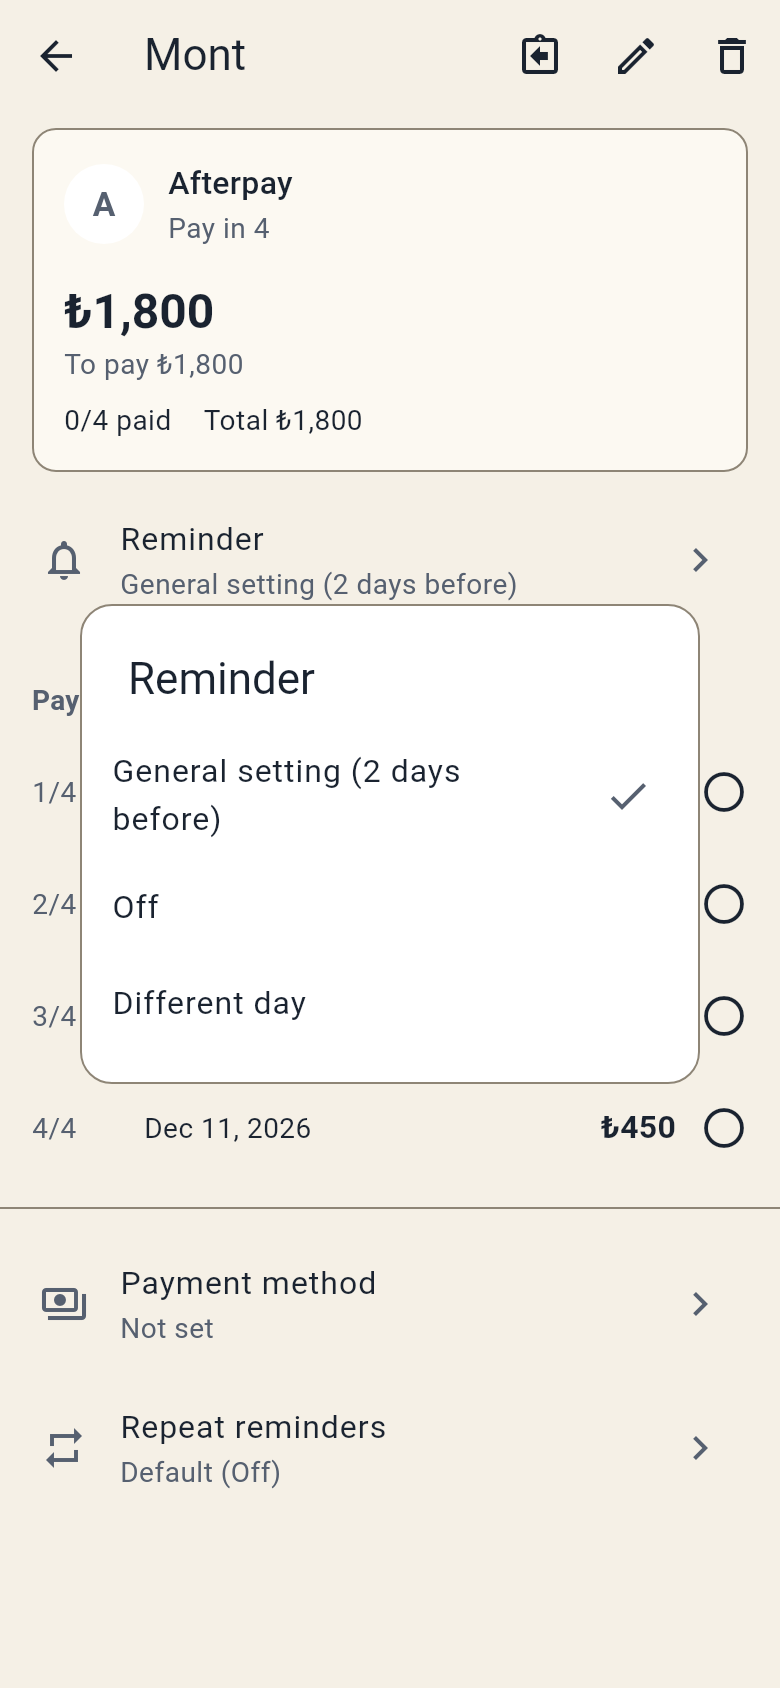 Mont
A
Afterpay
Pay in 4
₺1,800
To pay ₺1,800
0/4 paid Total ₺1,800
Reminder
General setting (2 days before)
Reminder
General setting (2 days
before)
Off
Different day
Pay
1/4
2/4
3/4
4/4 Dec 11, 2026 ₺450
Payment method
Not set
Repeat reminders
Default (Off)